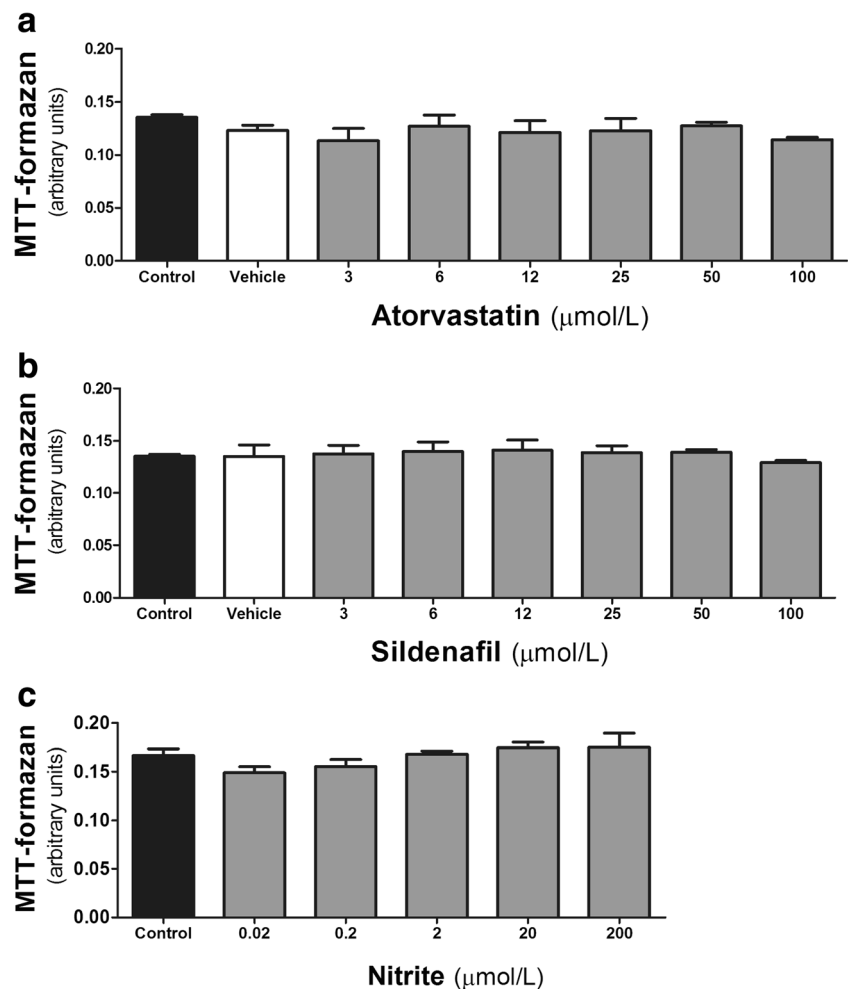 a
MTT-formazan
(arbitrary units)
0.20
0.15
0.10
0.05
0.00
Control Vehicle 3 6 12 25 50 100
Atorvastatin (μmol/L)
b
MTT-formazan
(arbitrary units)
0.20
0.15
0.10
0.05
0.00
Control Vehicle 3 6 12 25 50 100
Sildenafil (μmol/L)
c
MTT-formazan
(arbitrary units)
0.20
0.15
0.10
0.05
0.00
Control 0.02 0.2 2 20 200
Nitrite (μmol/L)